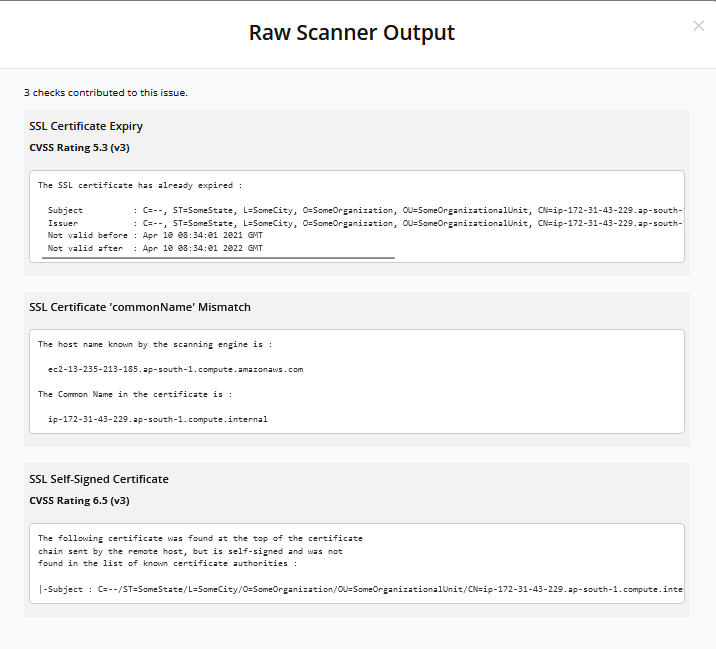 Raw Scanner Output
3 checks contributed to this issue.
SSL Certificate Expiry
CVSS Rating 5.3 (v3)
The SSL certificate has already expired :
Subject          : C=--, ST=SomeState, L=SomeCity, O=SomeOrganization, OU=SomeOrganizationalUnit, CN=ip-172-31-43-229.ap-south-
Issuer           : C=--, ST=SomeState, L=SomeCity, O=SomeOrganization, OU=SomeOrganizationalUnit, CN=ip-172-31-43-229.ap-south-
Not valid before : Apr 10 08:34:01 2021 GMT
Not valid after  : Apr 10 08:34:01 2022 GMT
SSL Certificate 'commonName' Mismatch
The host name known by the scanning engine is :
ec2-13-235-213-185.ap-south-1.compute.amazonaws.com
The Common Name in the certificate is :
ip-172-31-43-229.ap-south-1.compute.internal
SSL Self-Signed Certificate
CVSS Rating 6.5 (v3)
The following certificate was found at the top of the certificate
chain sent by the remote host, but is self-signed and was not
found in the list of known certificate authorities :
|-Subject : C=--/ST=SomeState/L=SomeCity/O=SomeOrganization/OU=SomeOrganizationalUnit/CN=ip-172-31-43-229.ap-south-1.compute.inte